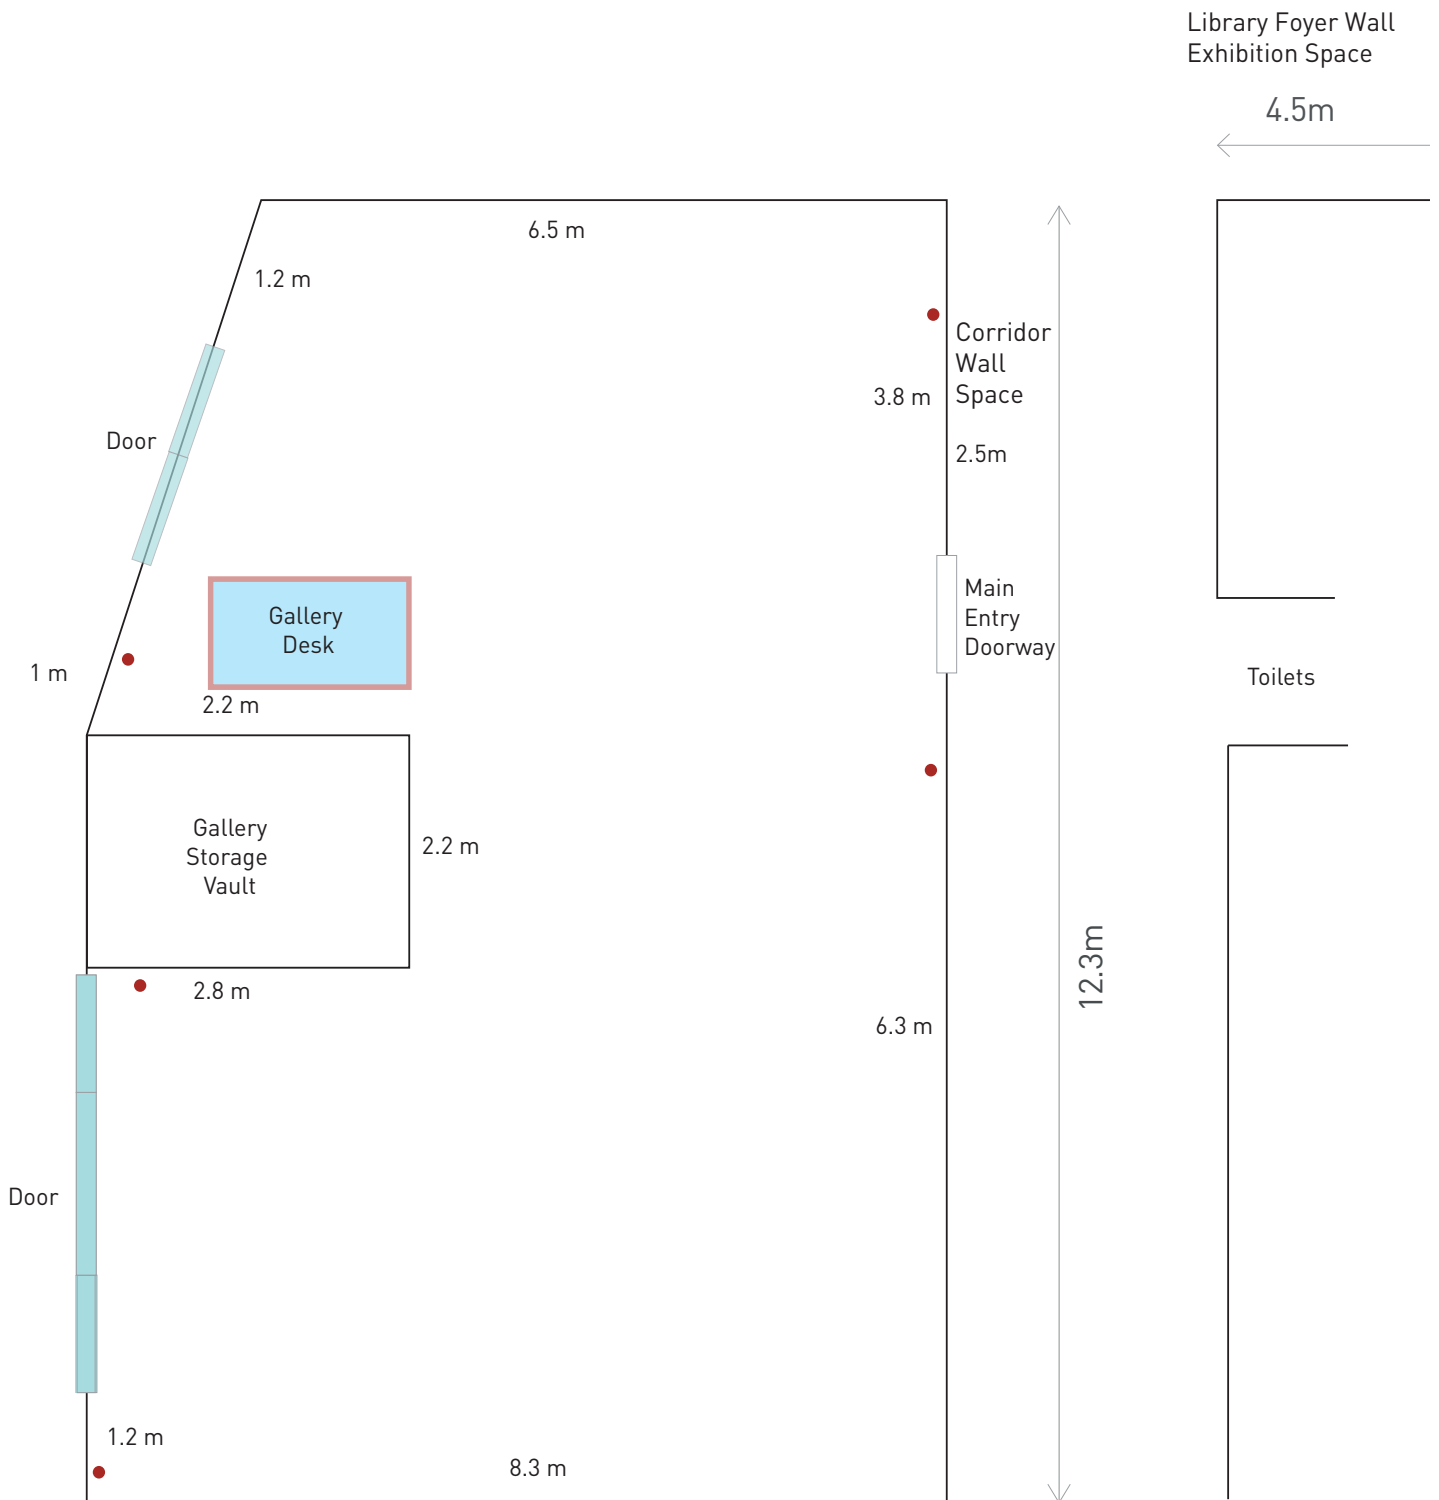 Library Foyer Wall
Exhibition Space
4.5m
6.5 m
1.2 m
Corridor
Wall
Space
3.8 m
2.5m
Door
Main
Entry
Doorway
Gallery
Desk
1 m
2.2 m
Toilets
Gallery
Storage
Vault
2.2 m
2.8 m
12.3m
6.3 m
Door
1.2 m
8.3 m